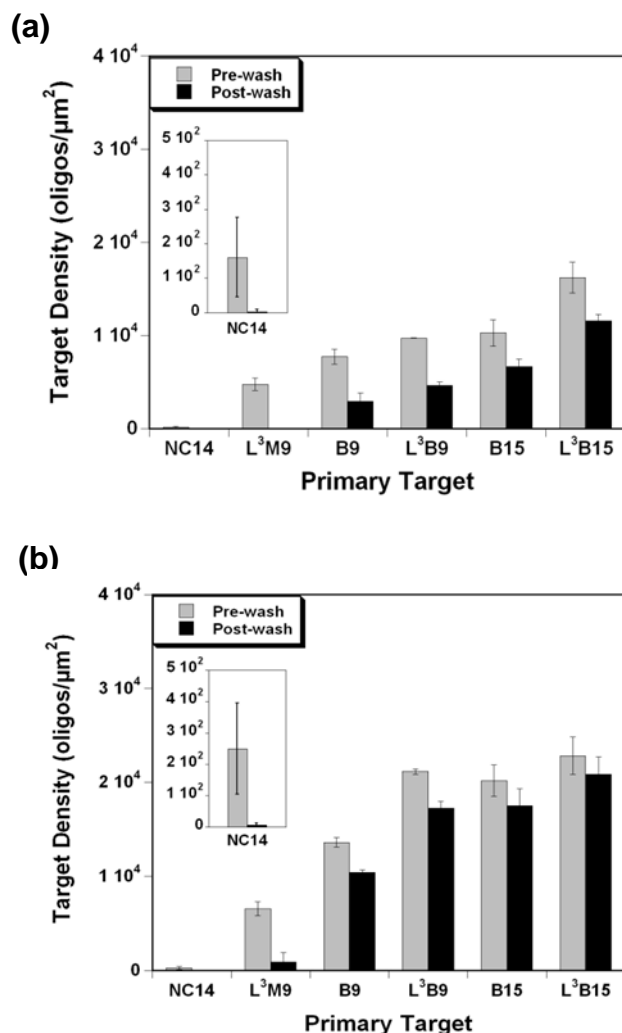 (a)
4 10⁴
3 10⁴
2 10⁴
1 10⁴
0
Target Density (oligos/µm²)
Pre-wash
Post-wash
5 10²
4 10²
3 10²
2 10²
1 10²
0
NC14
NC14 L³M9 B9 L³B9 B15 L³B15
Primary Target
(b)
4 10⁴
3 10⁴
2 10⁴
1 10⁴
0
Target Density (oligos/µm²)
Pre-wash
Post-wash
5 10²
4 10²
3 10²
2 10²
1 10²
0
NC14
NC14 L³M9 B9 L³B9 B15 L³B15
Primary Target